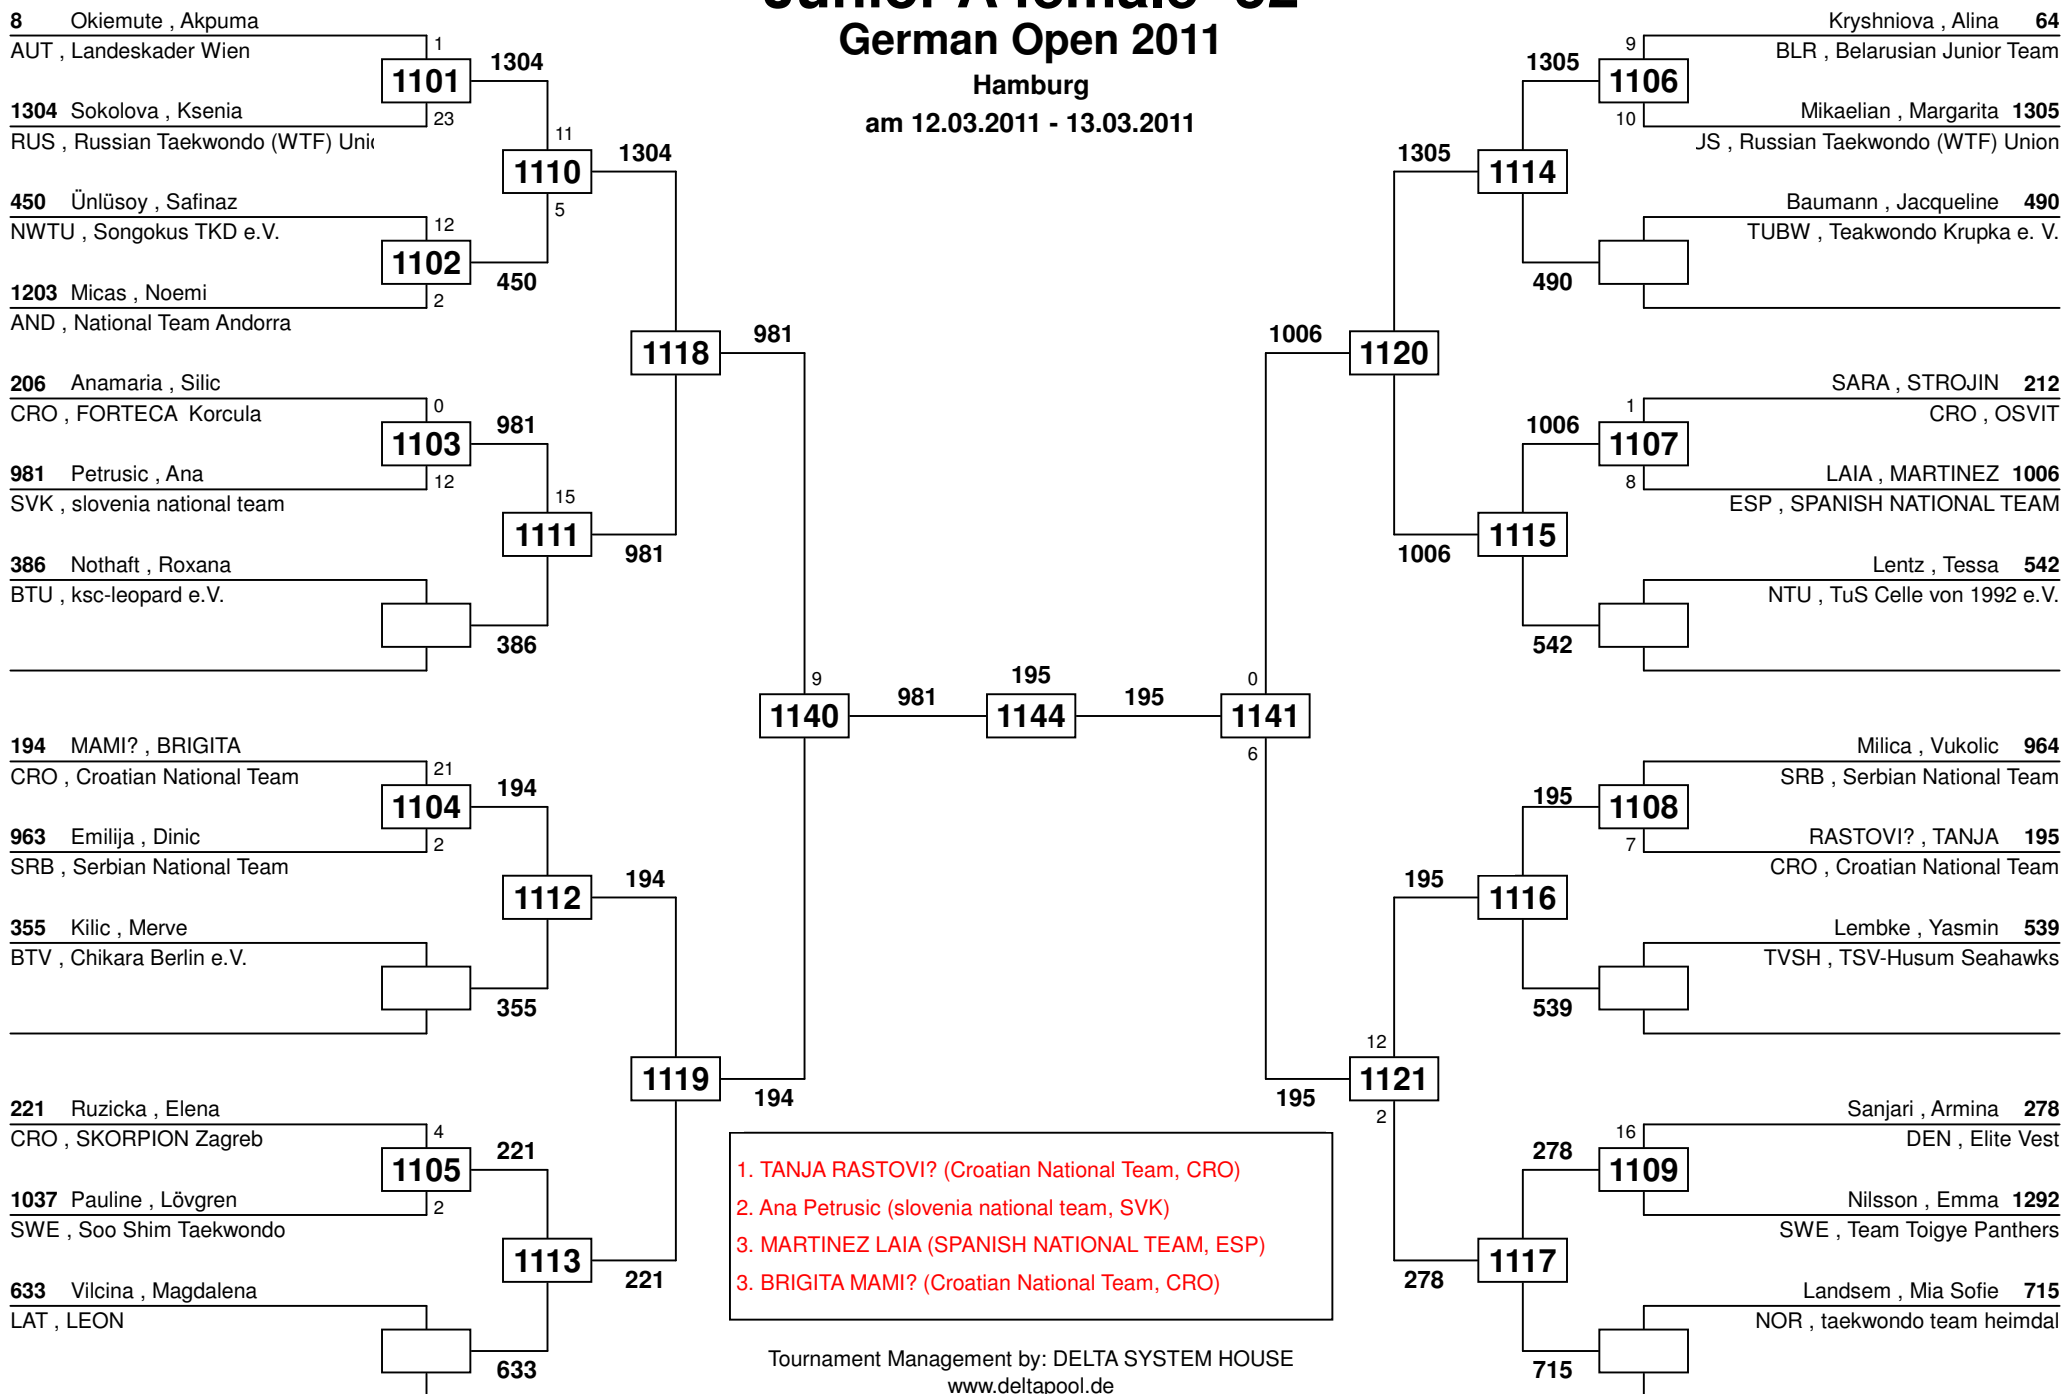 Junior A female -52
German Open 2011
Hamburg
am 12.03.2011 - 13.03.2011
8 Okiemute , Akpuma
AUT , Landeskader Wien
1
1101
1304
1304 Sokolova , Ksenia
23
RUS , Russian Taekwondo (WTF) Unio
11
1110
1304
5
450 Ünlüsoy , Safinaz
NWTU , Songokus TKD e.V.
12
1102
450
1203 Micas , Noemi
2
AND , National Team Andorra
1118
981
206 Anamaria , Silic
CRO , FORTECA Korcula
0
1103
981
981 Petrusic , Ana
12
SVK , slovenia national team
15
1111
981
386 Nothaft , Roxana
BTU , ksc-leopard e.V.
386
9
1140
981
194 MAMI? , BRIGITA
CRO , Croatian National Team
21
1104
194
963 Emilija , Dinic
2
SRB , Serbian National Team
1112
194
355 Kilic , Merve
BTV , Chikara Berlin e.V.
355
1119
194
221 Ruzicka , Elena
CRO , SKORPION Zagreb
4
1105
221
1037 Pauline , Lövgren
2
SWE , Soo Shim Taekwondo
1113
221
633 Vilcina , Magdalena
LAT , LEON
633
195
1144
195
Kryshniova , Alina 64
BLR , Belarusian Junior Team
9
1305
1106
Mikaelian , Margarita 1305
10
JS , Russian Taekwondo (WTF) Union
1305
1114
Baumann , Jacqueline 490
TUBW , Teakwondo Krupka e. V.
490
1006
1120
SARA , STROJIN 212
CRO , OSVIT
1
1006
1107
LAIA , MARTINEZ 1006
8
ESP , SPANISH NATIONAL TEAM
1115
1006
Lentz , Tessa 542
NTU , TuS Celle von 1992 e.V.
542
0
1141
6
Milica , Vukolic 964
SRB , Serbian National Team
195
1108
RASTOVI? , TANJA 195
7
CRO , Croatian National Team
195
1116
Lembke , Yasmin 539
TVSH , TSV-Husum Seahawks
539
12
1121
195
2
Sanjari , Armina 278
DEN , Elite Vest
16
278
1109
Nilsson , Emma 1292
SWE , Team Toigye Panthers
1117
278
Landsem , Mia Sofie 715
NOR , taekwondo team heimdal
715
1. TANJA RASTOVI? (Croatian National Team, CRO)
2. Ana Petrusic (slovenia national team, SVK)
3. MARTINEZ LAIA (SPANISH NATIONAL TEAM, ESP)
3. BRIGITA MAMI? (Croatian National Team, CRO)
Tournament Management by: DELTA SYSTEM HOUSE
www.deltapool.de